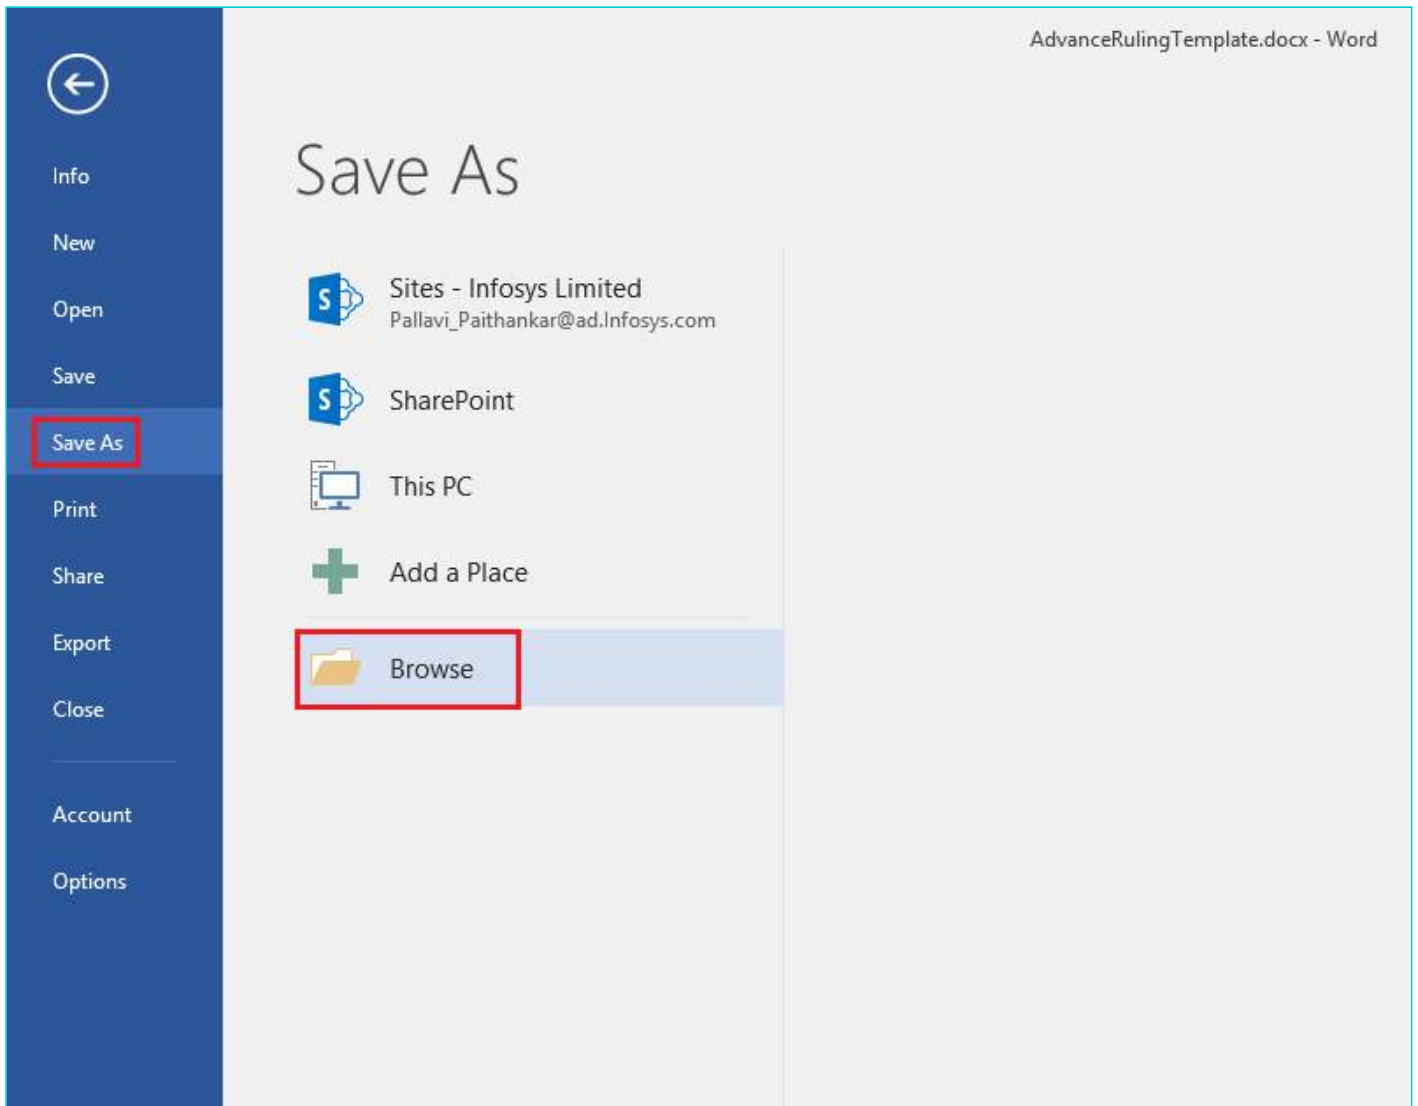 AdvanceRulingTemplate.docx - Word
Info
New
Open
Save
Save As
Print
Share
Export
Close
Account
Options
Save As
S
Sites - Infosys Limited
Pallavi_Paithankar@ad.Infosys.com
S
SharePoint
This PC
Add a Place
Browse